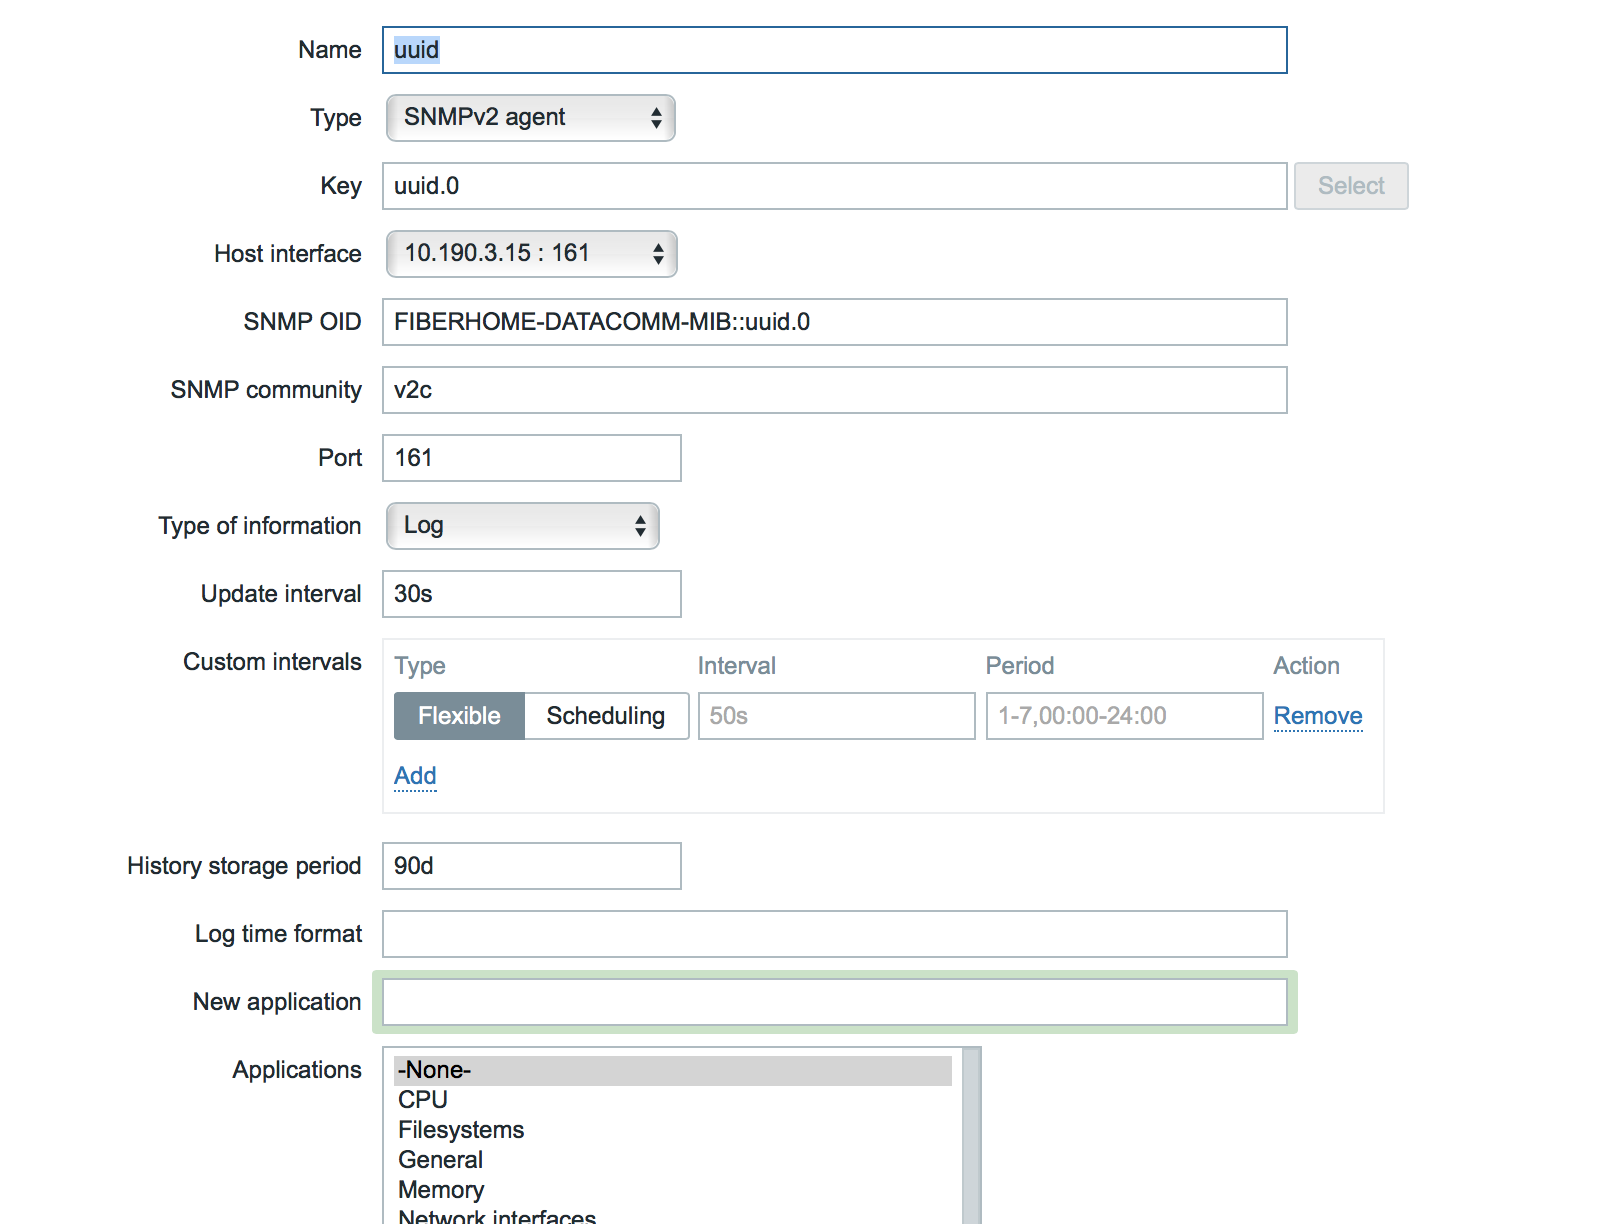 Name uuid
Type SNMPv2 agent
Key uuid.0 Select
Host interface 10.190.3.15 : 161
SNMP OID FIBERHOME-DATACOMM-MIB::uuid.0
SNMP community v2c
Port 161
Type of information Log
Update interval 30s
Custom intervals Type Interval Period Action
Flexible Scheduling 50s 1-7,00:00-24:00 Remove
Add
History storage period 90d
Log time format
New application
Applications -None-
CPU
Filesystems
General
Memory
Network interfaces